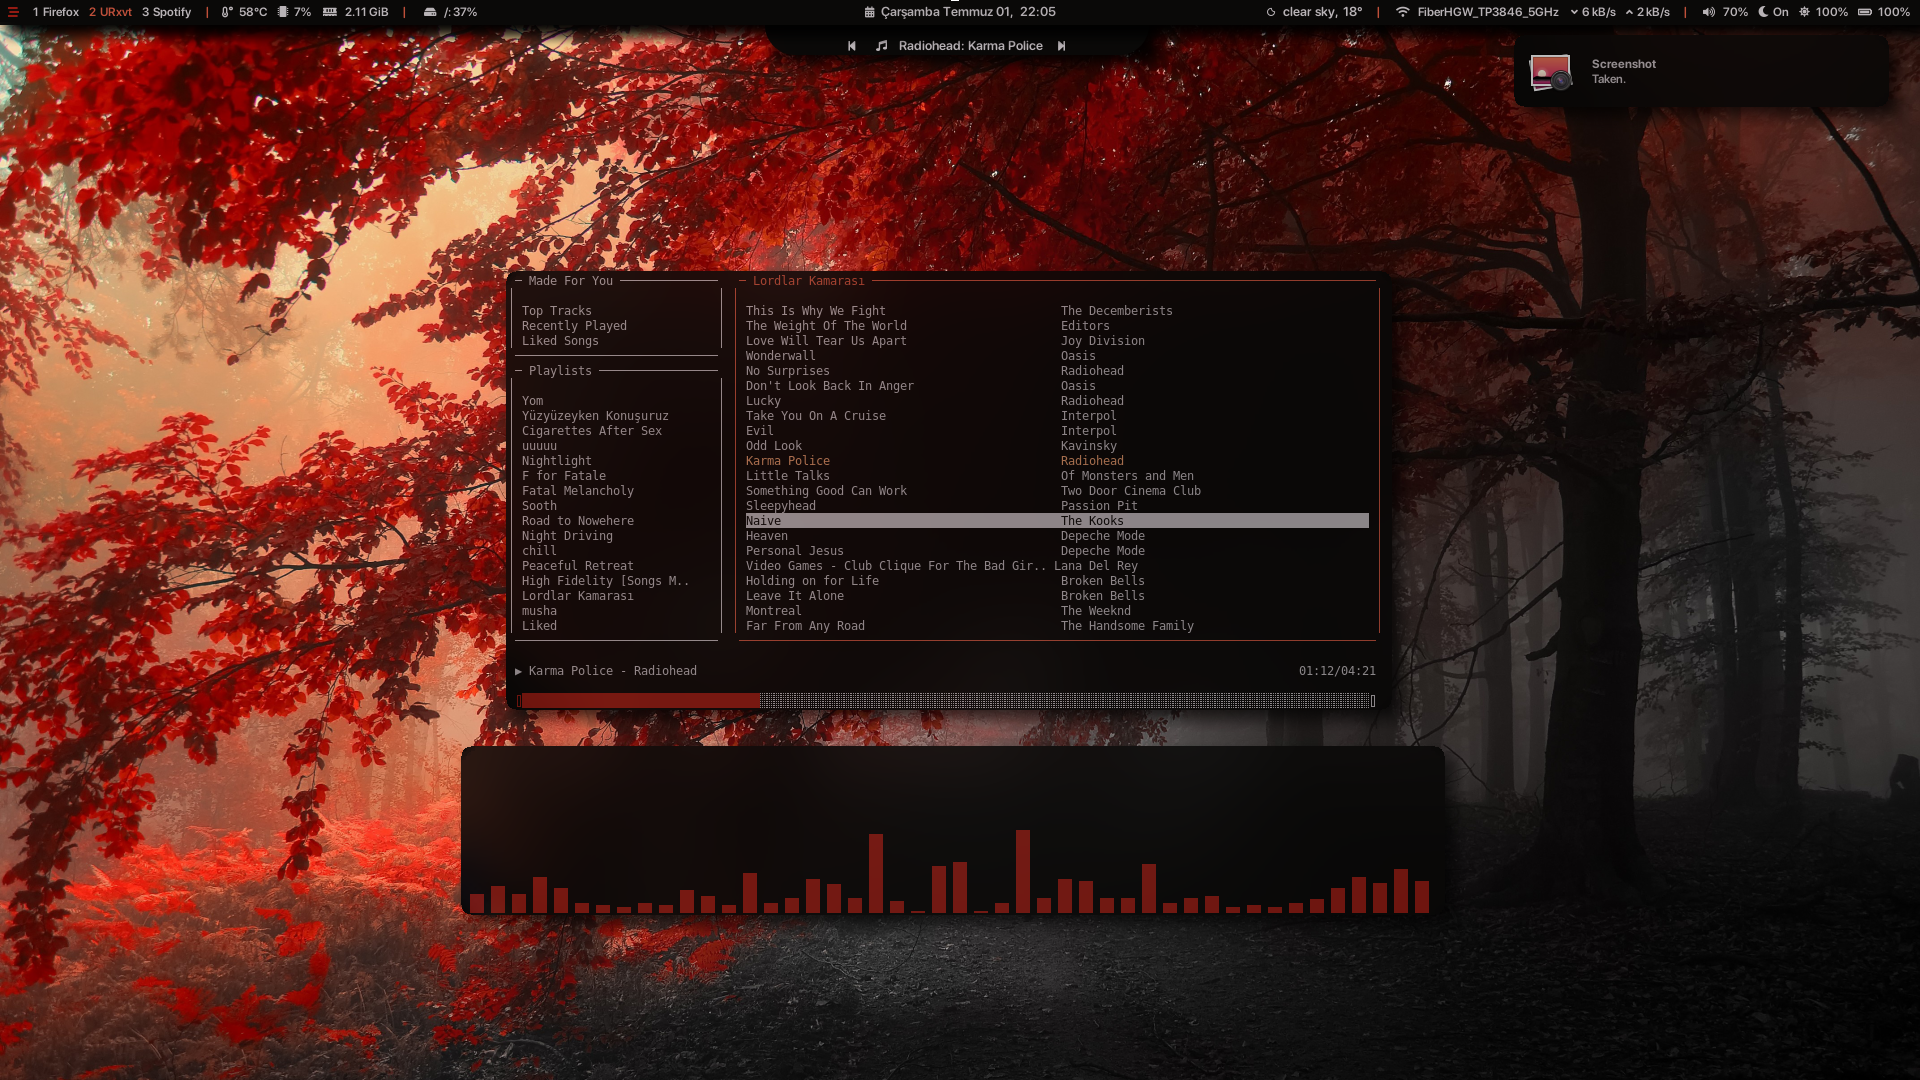 1 Firefox 2 URxvt 3 Spotify | 58°C 7% 2.11 GiB | /: 37% Çarşamba Temmuz 01, 22:05 clear sky, 18° | FiberHGW_TP3846_5GHz 6 kB/s 2 kB/s | 70% On 100% 100%
Radiohead: Karma Police
Screenshot
Taken.
Made For You
Top Tracks
Recently Played
Liked Songs
Playlists
Yom
Yüzyüzeyken Konuşuruz
Cigarettes After Sex
uuuuu
Nightlight
F for Fatale
Fatal Melancholy
Sooth
Road to Nowehere
Night Driving
chill
Peaceful Retreat
High Fidelity [Songs M..
Lordlar Kamarası
musha
Liked
Lordlar Kamarası
This Is Why We Fight The Decemberists
The Weight Of The World Editors
Love Will Tear Us Apart Joy Division
Wonderwall Oasis
No Surprises Radiohead
Don't Look Back In Anger Oasis
Lucky Radiohead
Take You On A Cruise Interpol
Evil Interpol
Odd Look Kavinsky
Karma Police Radiohead
Little Talks Of Monsters and Men
Something Good Can Work Two Door Cinema Club
Sleepyhead Passion Pit
Naive The Kooks
Heaven Depeche Mode
Personal Jesus Depeche Mode
Video Games - Club Clique For The Bad Gir.. Lana Del Rey
Holding on for Life Broken Bells
Leave It Alone Broken Bells
Montreal The Weeknd
Far From Any Road The Handsome Family
▶ Karma Police - Radiohead 01:12/04:21